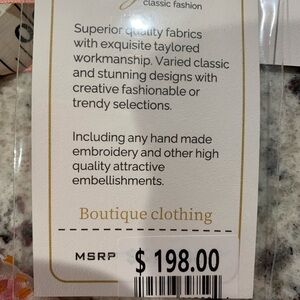 classic fashion
Superior quality fabrics
with exquisite taylored
workmanship. Varied classic
and stunning designs with
creative fashionable or
trendy selections.
Including any hand made
embroidery and other high
quality attractive
embellishments.
Boutique clothing
MSRP $ 198.00